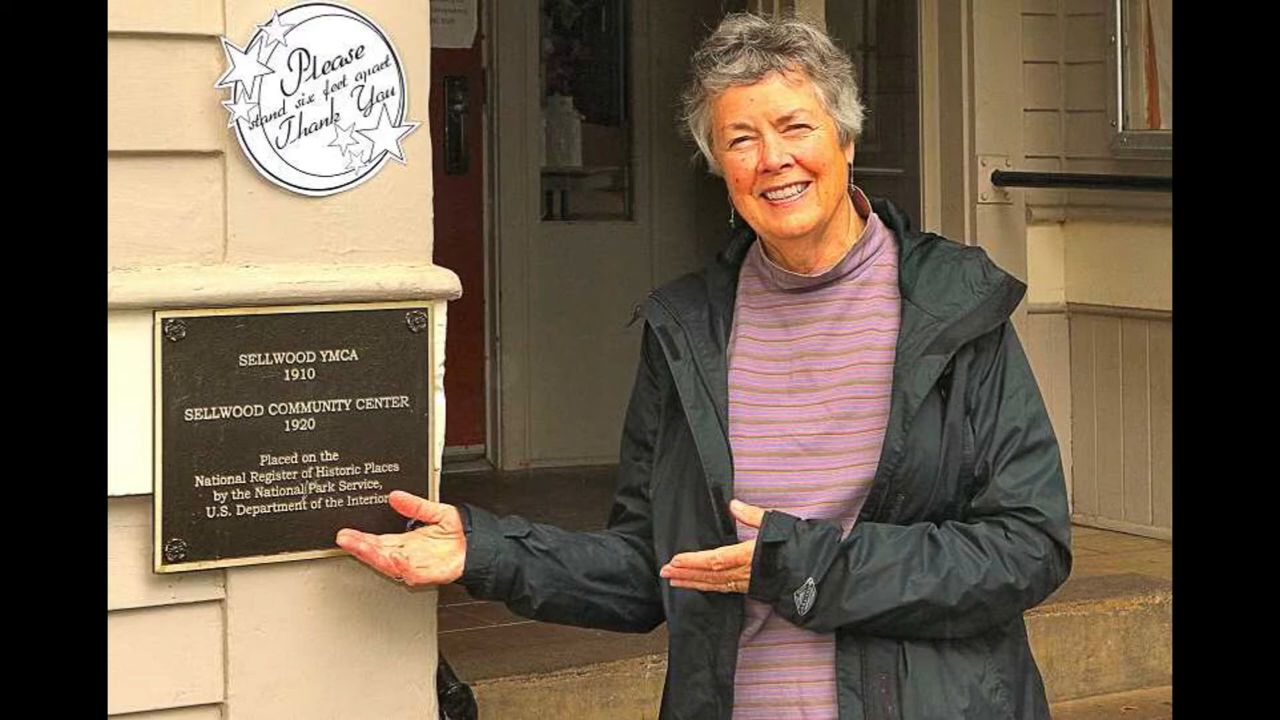 Please
stand six feet apart
Thank You
SELLWOOD YMCA
1910
SELLWOOD COMMUNITY CENTER
1920
Placed on the
National Register of Historic Places
by the National Park Service,
U.S. Department of the Interior